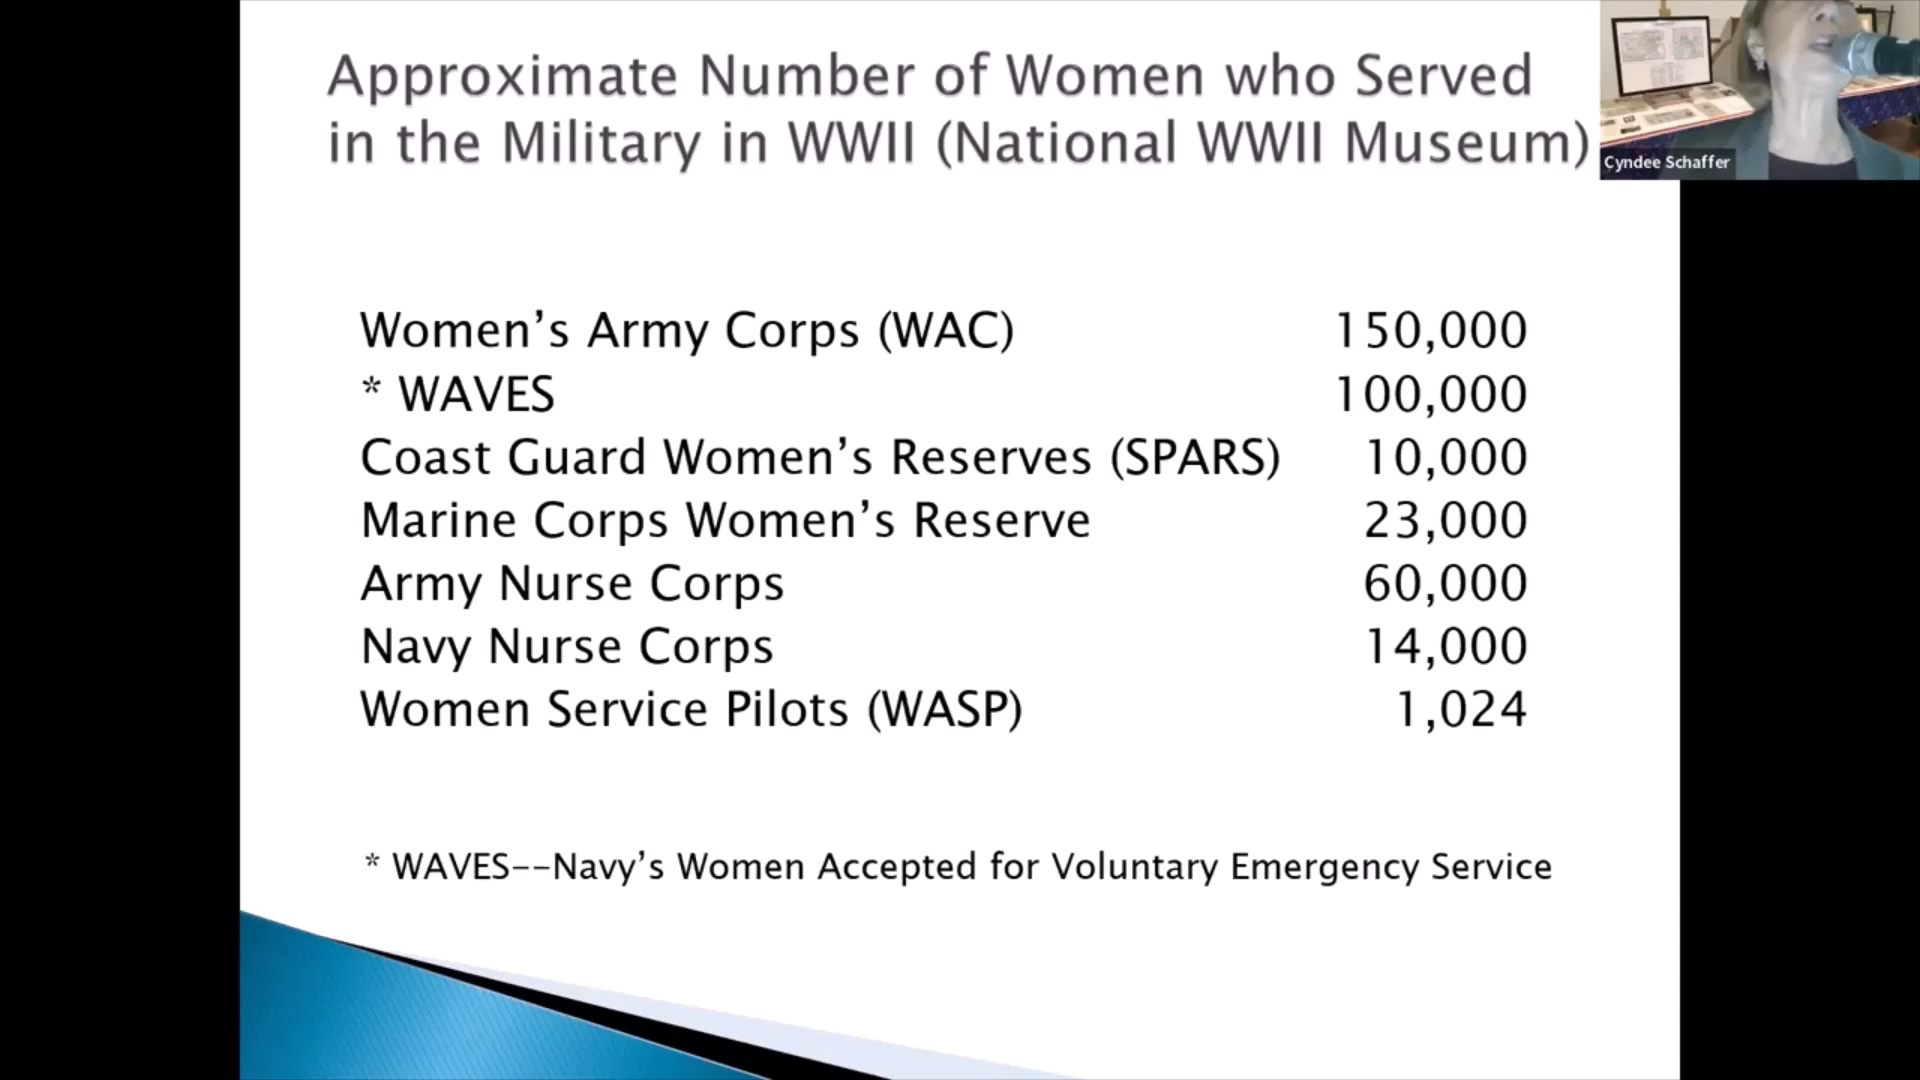 Approximate Number of Women who Served
in the Military in WWII (National WWII Museum)
Cyndee Schaffer
Women’s Army Corps (WAC) 150,000
* WAVES 100,000
Coast Guard Women’s Reserves (SPARS) 10,000
Marine Corps Women’s Reserve 23,000
Army Nurse Corps 60,000
Navy Nurse Corps 14,000
Women Service Pilots (WASP) 1,024
* WAVES--Navy’s Women Accepted for Voluntary Emergency Service